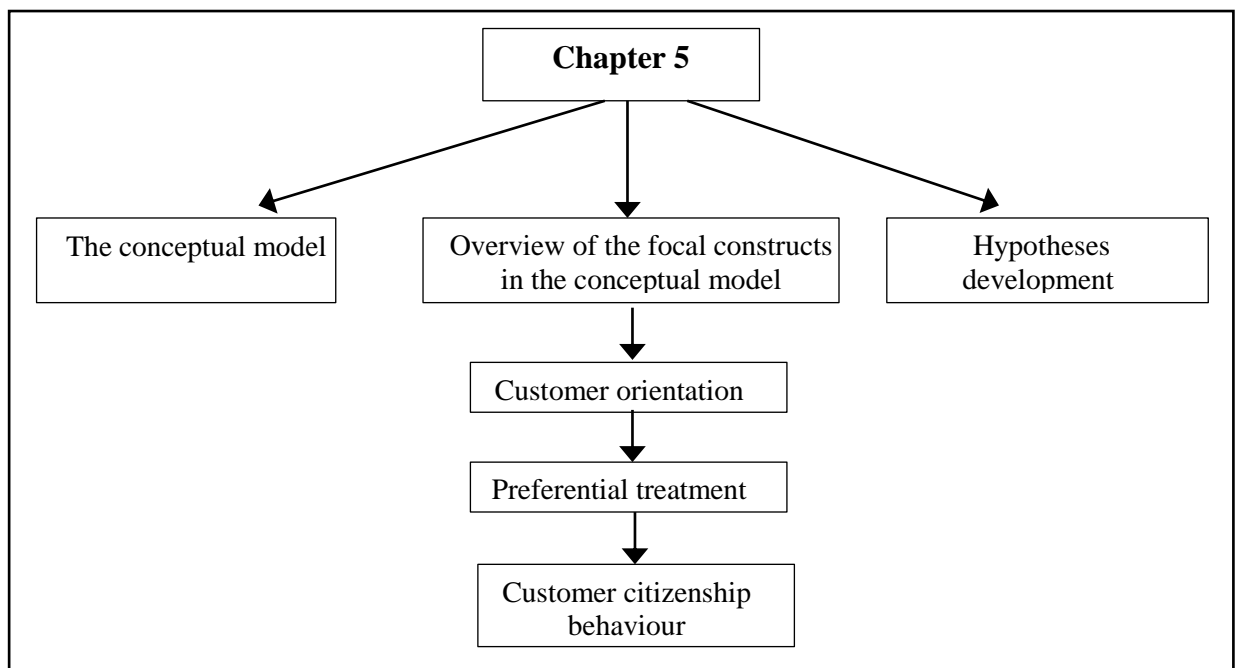 Chapter 5
The conceptual model
Overview of the focal constructs
in the conceptual model
Hypotheses
development
Customer orientation
Preferential treatment
Customer citizenship
behaviour